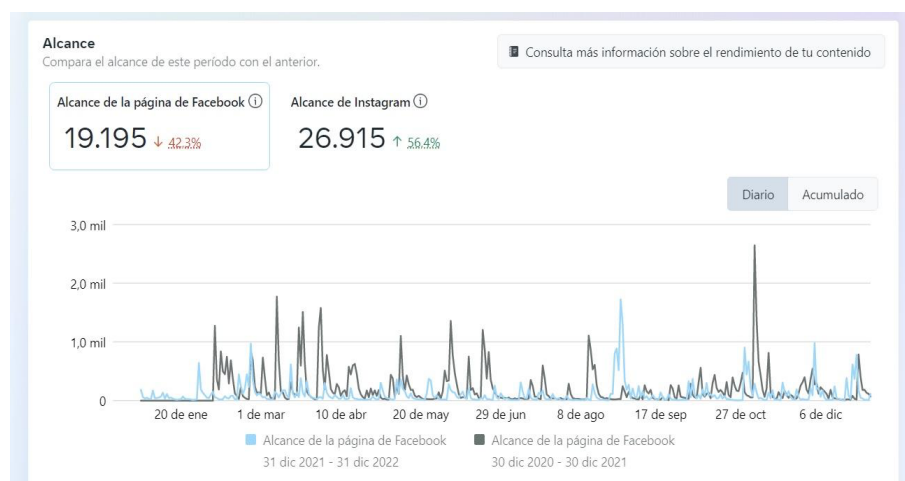 Alcance
Compara el alcance de este período con el anterior.
Consulta más información sobre el rendimiento de tu contenido
Alcance de la página de Facebook
19.195 ↓ 42.3%
Alcance de Instagram
26.915 ↑ 56.4%
Diario
Acumulado
3,0 mil
2,0 mil
1,0 mil
0
20 de ene 1 de mar 10 de abr 20 de may 29 de jun 8 de ago 17 de sep 27 de oct 6 de dic
Alcance de la página de Facebook
31 dic 2021 - 31 dic 2022
Alcance de la página de Facebook
30 dic 2020 - 30 dic 2021